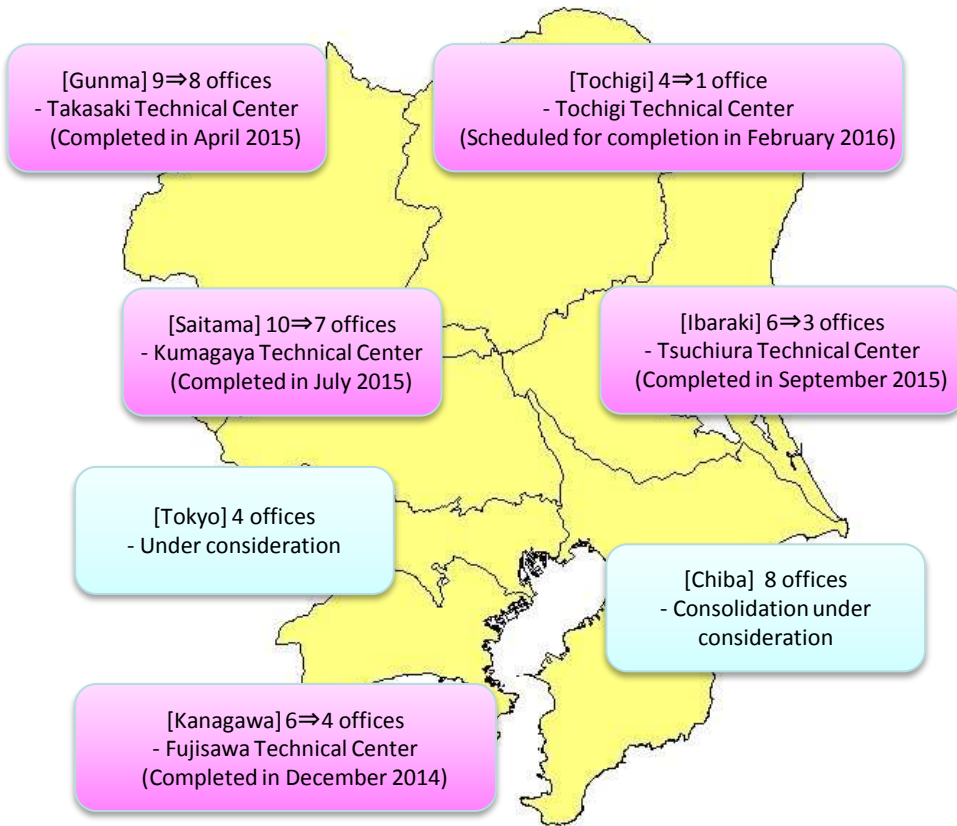 [Gunma] 9⇒8 offices
- Takasaki Technical Center
(Completed in April 2015)
[Tochigi] 4⇒1 office
- Tochigi Technical Center
(Scheduled for completion in February 2016)
[Saitama] 10⇒7 offices
- Kumagaya Technical Center
(Completed in July 2015)
[Ibaraki] 6⇒3 offices
- Tsuchiura Technical Center
(Completed in September 2015)
[Tokyo] 4 offices
- Under consideration
[Chiba] 8 offices
- Consolidation under
consideration
[Kanagawa] 6⇒4 offices
- Fujisawa Technical Center
(Completed in December 2014)